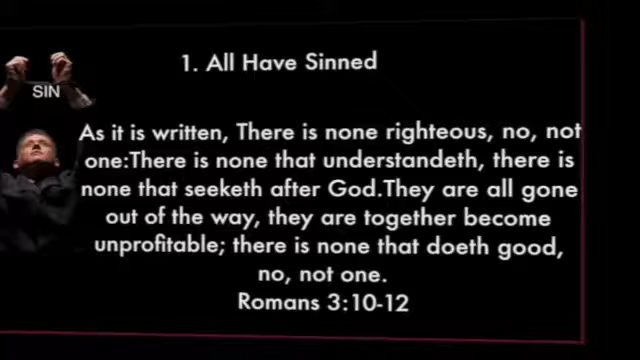 1. All Have Sinned
SIN
As it is written, There is none righteous, no, not
one:There is none that understandeth, there is
none that seeketh after God.They are all gone
out of the way, they are together become
unprofitable; there is none that doeth good,
no, not one.
Romans 3:10-12